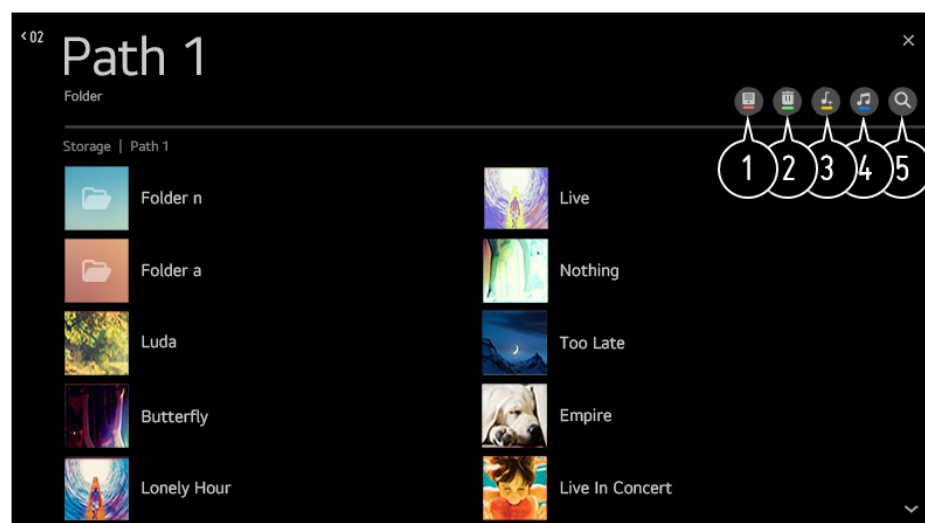 < 02
Path 1
Folder
Storage | Path 1
1 2 3 4 5
Folder n
Live
Folder a
Nothing
Luda
Too Late
Butterfly
Empire
Lonely Hour
Live In Concert